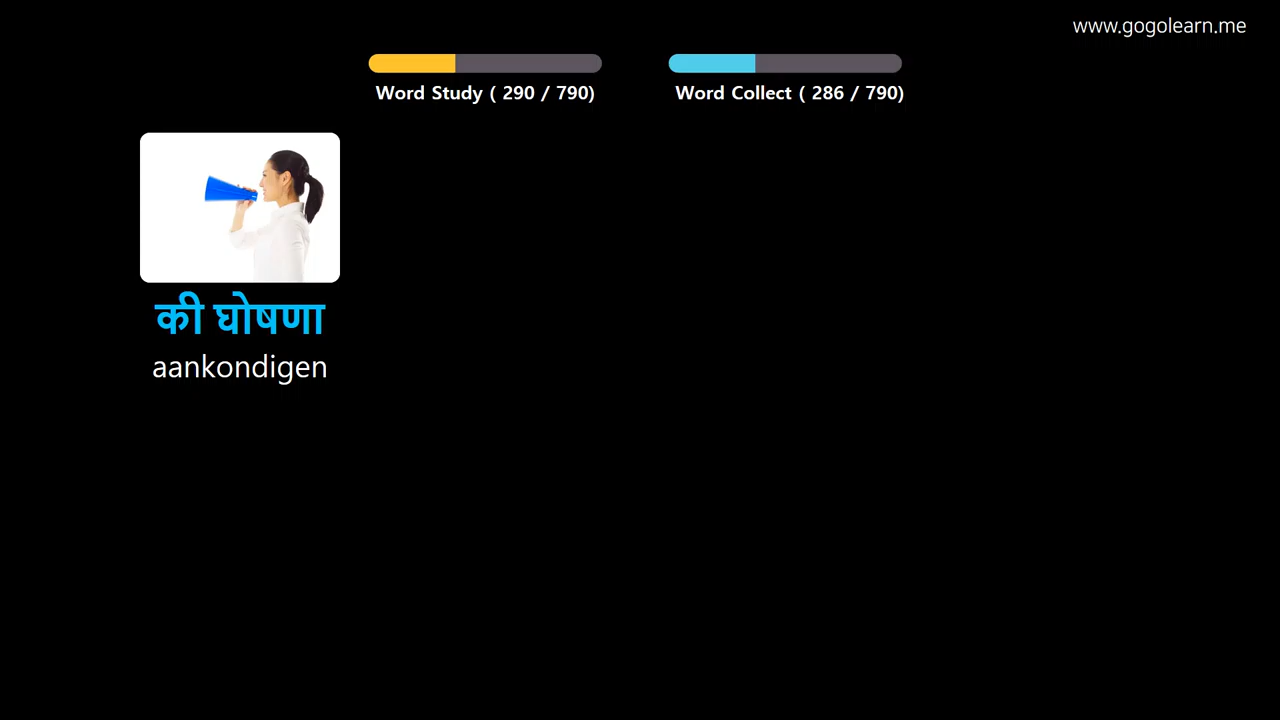 www.gogolearn.me
Word Study ( 290 / 790)
Word Collect ( 286 / 790)
की घोषणा
aankondigen